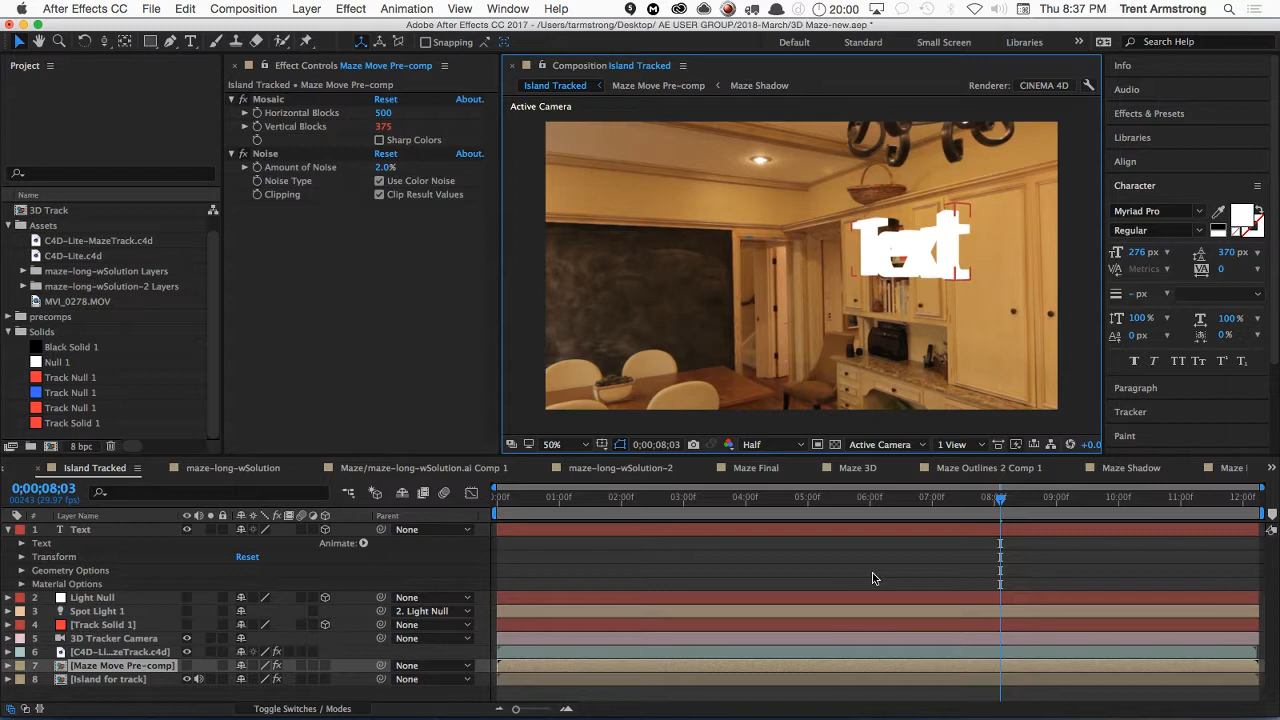 After Effects CC File Edit Composition Layer Effect Animation View Window Help 20:00 Thu 8:37 PM Trent Armstrong
Adobe After Effects CC 2017 - /Users/tarmstrong/Desktop/ AE USER GROUP/2018-March/3D Maze-new.aep *
Snapping Default Standard Small Screen Libraries Search Help
Project
Effect Controls Maze Move Pre-comp
Composition Island Tracked
Info
Island Tracked • Maze Move Pre-comp
Island Tracked Maze Move Pre-comp Maze Shadow Renderer: CINEMA 4D
Audio
fx Mosaic Reset About.
Active Camera
Horizontal Blocks 500
Effects & Presets
Vertical Blocks 375
Libraries
Sharp Colors
fx Noise Reset About.
Align
Amount of Noise 2.0%
Noise Type Use Color Noise
Character
Clipping Clip Result Values
Name
3D Track
Assets
C4D-Lite-MazeTrack.c4d
C4D-Lite.c4d
maze-long-wSolution Layers
maze-long-wSolution-2 Layers
MVI_0278.MOV
precomps
Solids
Black Solid 1
Null 1
Track Null 1
Track Null 1
Track Null 1
Track Solid 1
8 bpc
Text
Myriad Pro
Regular
276 px 370 px
Metrics 0
- px
100 % 100 %
0 px 0 %
T T TT Tт T¹ T₁
Paragraph
Tracker
Paint
50% 0;00;08;03 Half Active Camera 1 View +0.0
Island Tracked maze-long-wSolution Maze/maze-long-wSolution.ai Comp 1 maze-long-wSolution-2 Maze Final Maze 3D Maze Outlines 2 Comp 1 Maze Shadow
0;00;08;03
00243 (29.97 fps)
:00f 01:00f 02:00f 03:00f 04:00f 05:00f 06:00f 07:00f 08:00f 09:00f 10:00f 11:00f 12:00f
# Layer Name fx Parent
1 T Text None
Text Animate:
Transform Reset
Geometry Options
Material Options
2 Light Null None
3 Spot Light 1 2. Light Null
4 [Track Solid 1] None
5 3D Tracker Camera None
6 [C4D-Li...zeTrack.c4d] fx None
7 [Maze Move Pre-comp] fx None
8 [Island for track] fx None
Toggle Switches / Modes